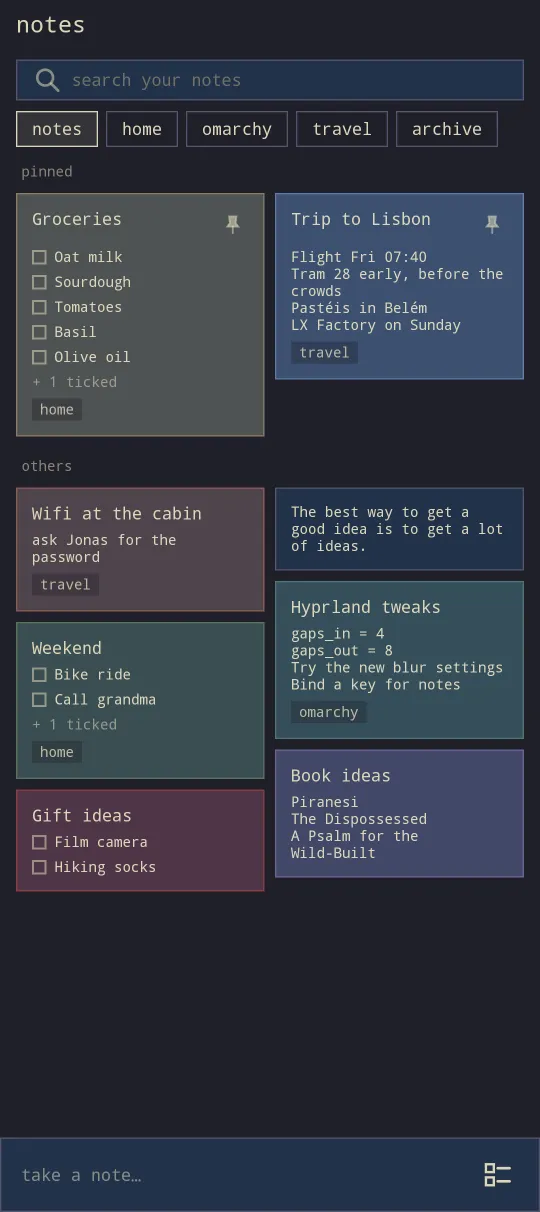 notes
search your notes
notes home omarchy travel archive
pinned
Groceries
Oat milk
Sourdough
Tomatoes
Basil
Olive oil
+ 1 ticked
home
Trip to Lisbon
Flight Fri 07:40
Tram 28 early, before the
crowds
Pastéis in Belém
LX Factory on Sunday
travel
others
Wifi at the cabin
ask Jonas for the
password
travel
Weekend
Bike ride
Call grandma
+ 1 ticked
home
Gift ideas
Film camera
Hiking socks
The best way to get a
good idea is to get a lot
of ideas.
Hyprland tweaks
gaps_in = 4
gaps_out = 8
Try the new blur settings
Bind a key for notes
omarchy
Book ideas
Piranesi
The Dispossessed
A Psalm for the
Wild-Built
take a note…